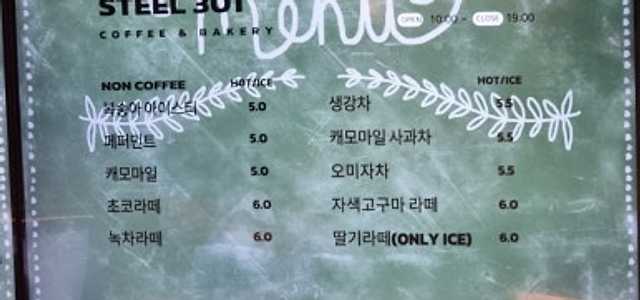 STEEL 301
menu
OPEN 10:00 - CLOSE 19:00
COFFEE & BAKERY
NON COFFEE HOT/ICE
복숭아 아이스티 5.0
페퍼민트 5.0
캐모마일 5.0
초코라떼 6.0
녹차라떼 6.0
HOT/ICE
생강차 5.5
캐모마일 사과차 5.5
오미자차 5.5
자색고구마 라떼 6.0
딸기라떼(ONLY ICE) 6.0